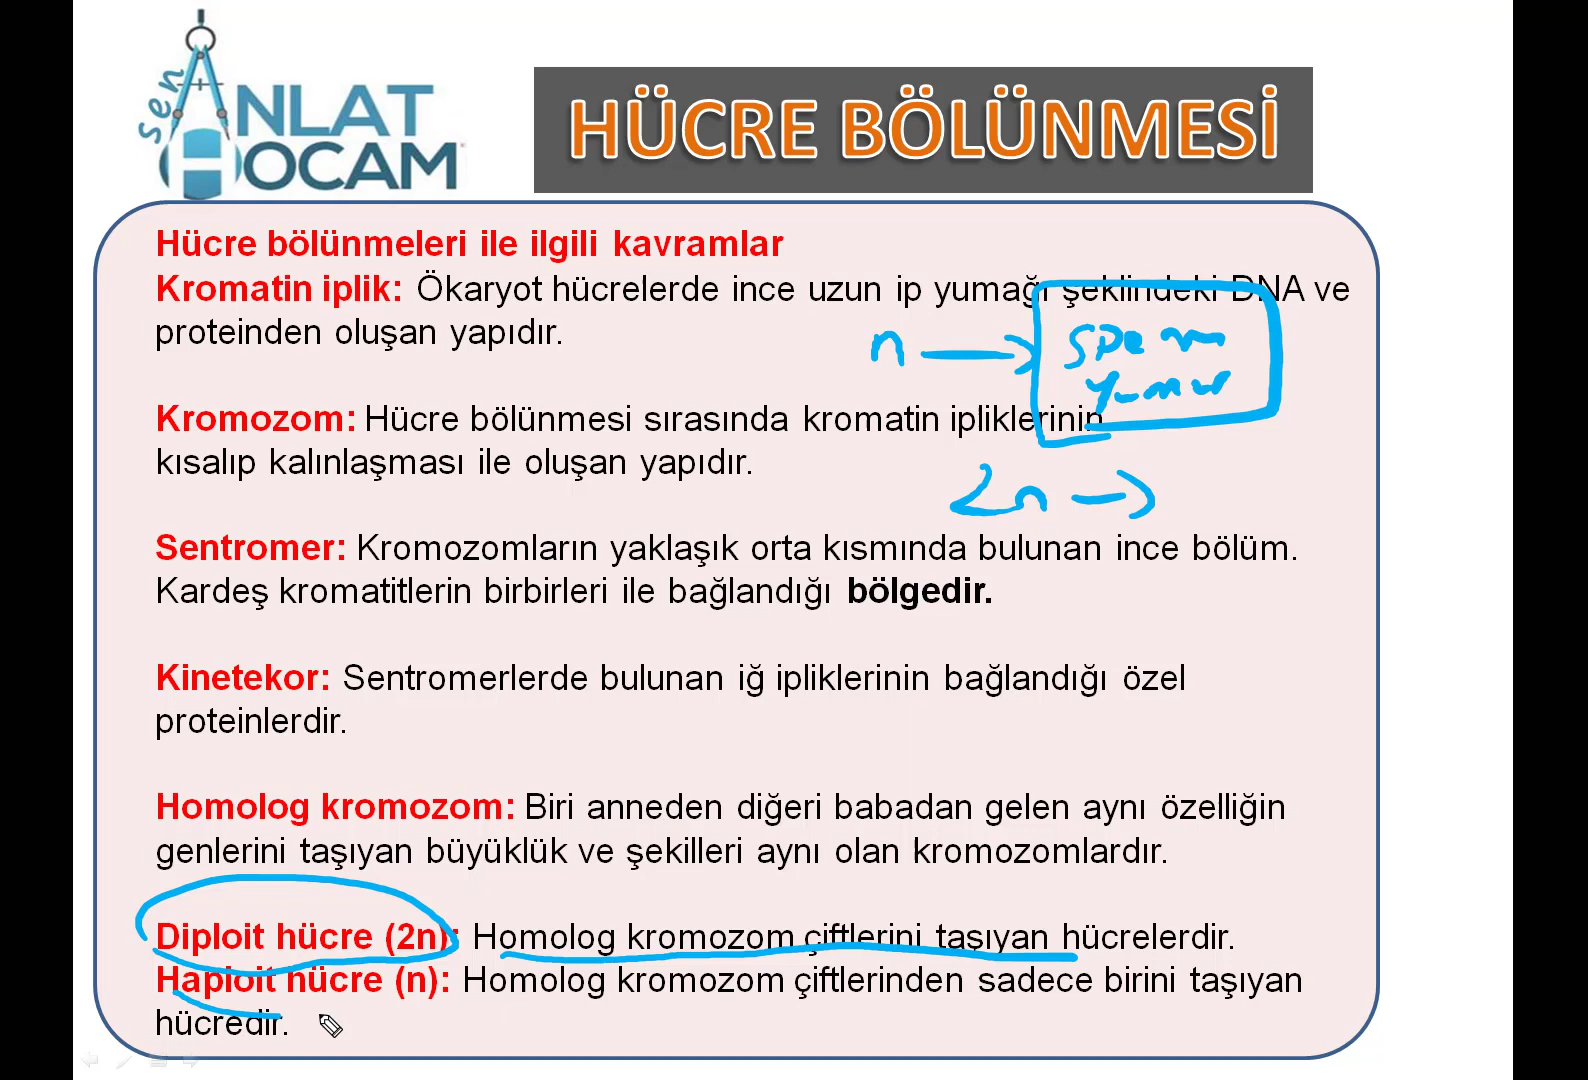 sen
ANLAT
HOCAM
HÜCRE BÖLÜNMESİ
Hücre bölünmeleri ile ilgili kavramlar
Kromatin iplik: Ökaryot hücrelerde ince uzun ip yumağı şeklindeki DNA ve
proteinden oluşan yapıdır.
n → sperm
yumur
Kromozom: Hücre bölünmesi sırasında kromatin ipliklerinin
kısalıp kalınlaşması ile oluşan yapıdır.
2n →
Sentromer: Kromozomların yaklaşık orta kısmında bulunan ince bölüm.
Kardeş kromatitlerin birbirleri ile bağlandığı bölgedir.
Kinetekor: Sentromerlerde bulunan iğ ipliklerinin bağlandığı özel
proteinlerdir.
Homolog kromozom: Biri anneden diğeri babadan gelen aynı özelliğin
genlerini taşıyan büyüklük ve şekilleri aynı olan kromozomlardır.
Diploit hücre (2n): Homolog kromozom çiftlerini taşıyan hücrelerdir.
Haploit hücre (n): Homolog kromozom çiftlerinden sadece birini taşıyan
hücredir.